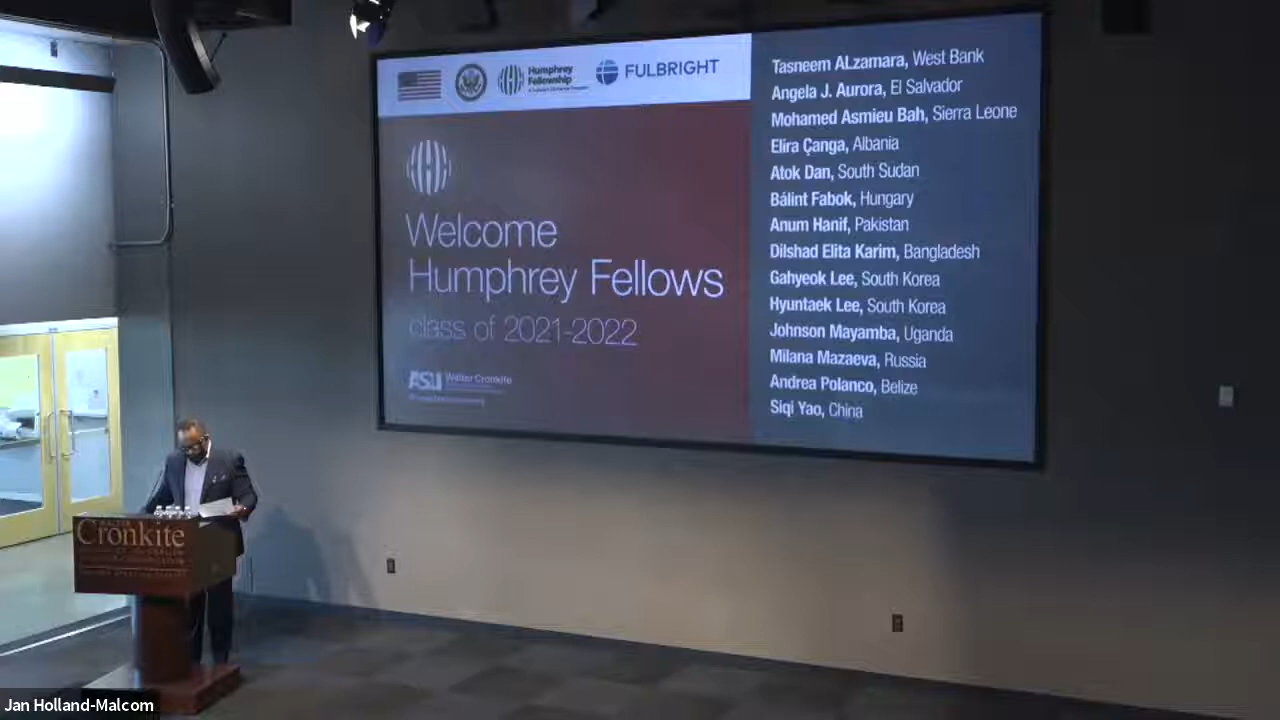 Humphrey
Fellowship
FULBRIGHT
Welcome
Humphrey Fellows
class of 2021-2022
ASU Walter Cronkite
Tasneem ALzamara, West Bank
Angela J. Aurora, El Salvador
Mohamed Asmieu Bah, Sierra Leone
Elira Çanga, Albania
Atok Dan, South Sudan
Bálint Fabok, Hungary
Anum Hanif, Pakistan
Dilshad Elita Karim, Bangladesh
Gahyeok Lee, South Korea
Hyuntaek Lee, South Korea
Johnson Mayamba, Uganda
Milana Mazaeva, Russia
Andrea Polanco, Belize
Siqi Yao, China
Cronkite
Jan Holland-Malcom